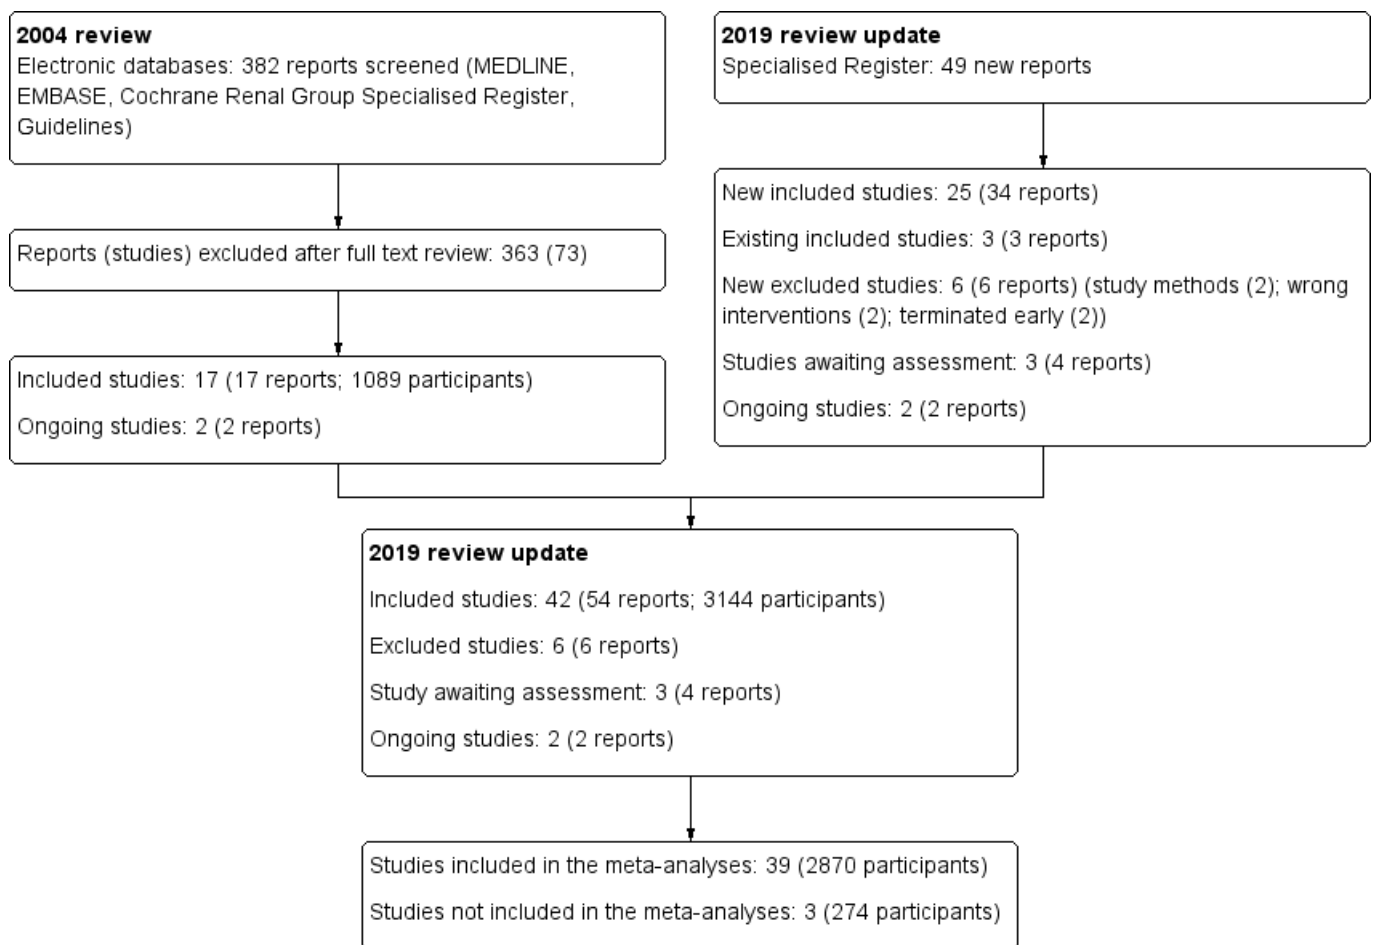 2004 review
Electronic databases: 382 reports screened (MEDLINE,
EMBASE, Cochrane Renal Group Specialised Register,
Guidelines)
Reports (studies) excluded after full text review: 363 (73)
Included studies: 17 (17 reports; 1089 participants)
Ongoing studies: 2 (2 reports)
2019 review update
Specialised Register: 49 new reports
New included studies: 25 (34 reports)
Existing included studies: 3 (3 reports)
New excluded studies: 6 (6 reports) (study methods (2); wrong
interventions (2); terminated early (2))
Studies awaiting assessment: 3 (4 reports)
Ongoing studies: 2 (2 reports)
2019 review update
Included studies: 42 (54 reports; 3144 participants)
Excluded studies: 6 (6 reports)
Study awaiting assessment: 3 (4 reports)
Ongoing studies: 2 (2 reports)
Studies included in the meta-analyses: 39 (2870 participants)
Studies not included in the meta-analyses: 3 (274 participants)